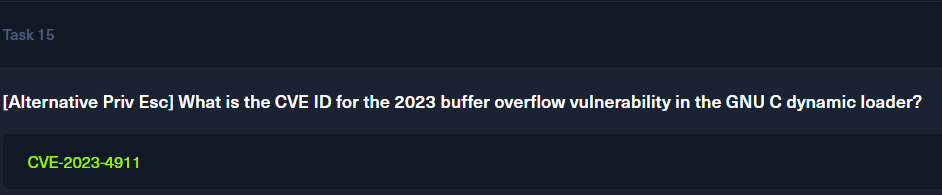 Task 15
[Alternative Priv Esc] What is the CVE ID for the 2023 buffer overflow vulnerability in the GNU C dynamic loader?
CVE-2023-4911